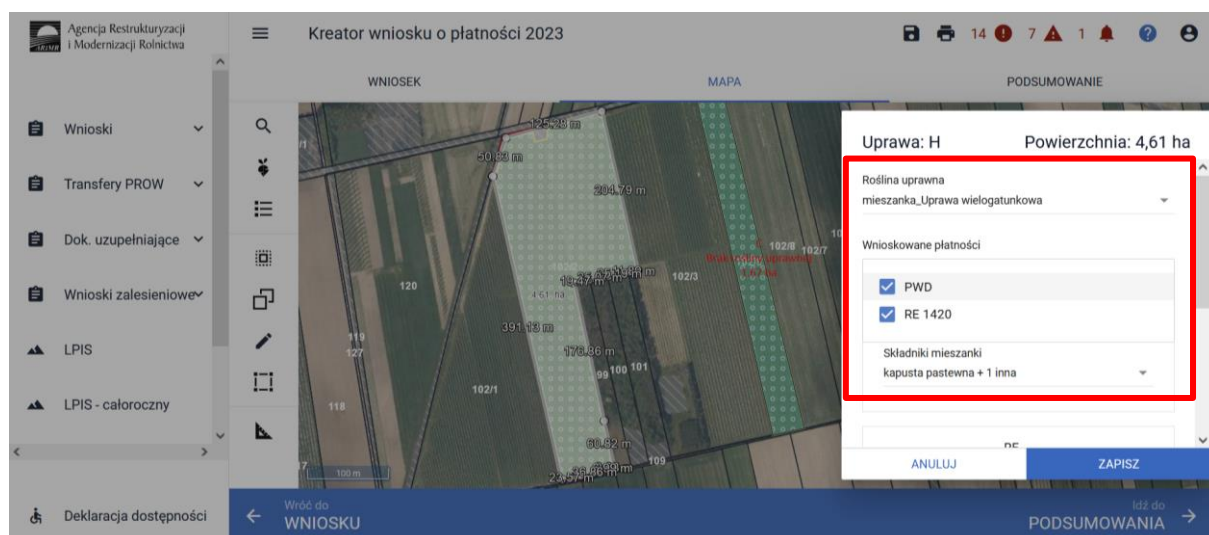 Agencja Restrukturyzacji
i Modernizacji Rolnictwa
ARiMR
Kreator wniosku o płatności 2023
14
7
1
WNIOSEK
MAPA
PODSUMOWANIE
Wnioski
Transfery PROW
Dok. uzupełniające
Wnioski zalesieniowe
LPIS
LPIS - całoroczny
Deklaracja dostępności
125.28 m
204.79 m
102/8
102/7
102/3
120
4.61 ha
391.13 m
119
127
176.86 m
99
100
101
102/1
118
60.92 m
109
100 m
Uprawa: H
Powierzchnia: 4,61 ha
Roślina uprawna
mieszanka_Uprawa wielogatunkowa
Wnioskowane płatności
PWD
RE 1420
Składniki mieszanki
kapusta pastewna + 1 inna
ANULUJ
ZAPISZ
Wróć do
WNIOSKU
Idź do
PODSUMOWANIA